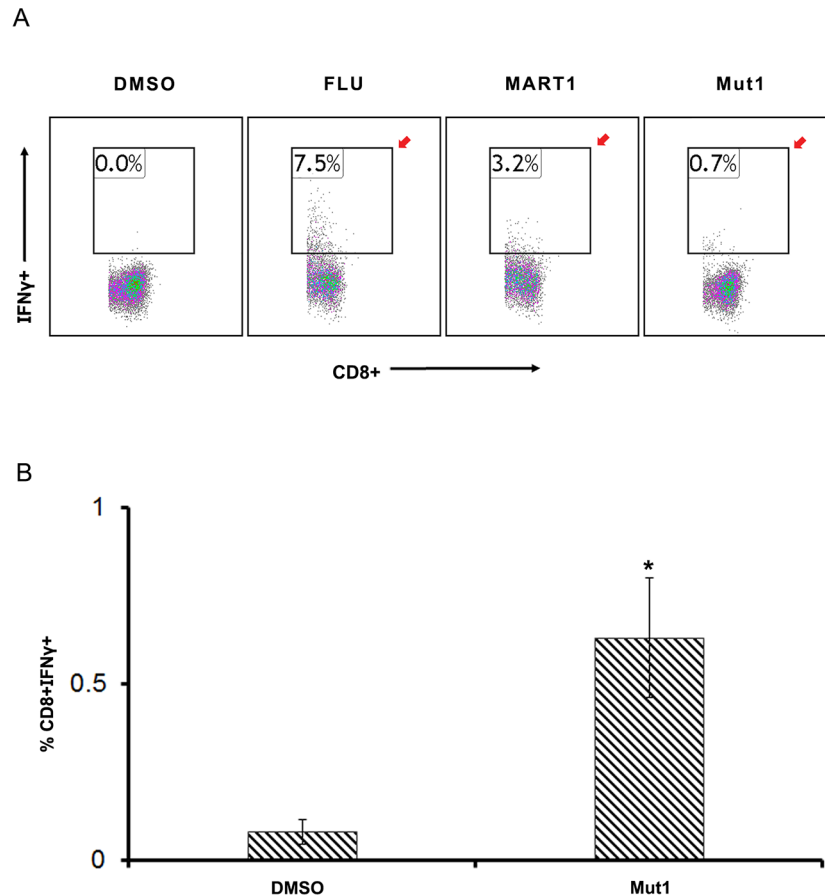 A
DMSO FLU MART1 Mut1
0.0% 7.5% 3.2% 0.7%
IFNγ+
CD8+
B
1
0.5
0
% CD8+IFNγ+
*
DMSO Mut1